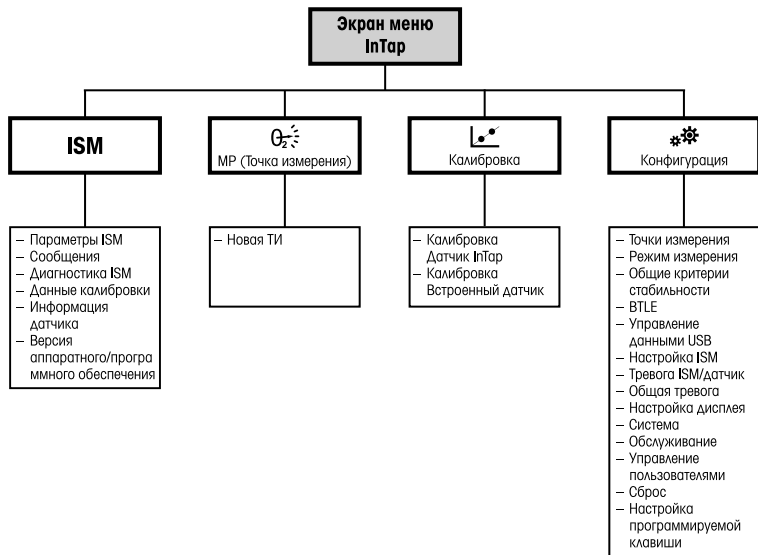 Экран меню
InTap
ISM
O₂
МР (Точка измерения)
Калибровка
Конфигурация
– Параметры ISM
– Сообщения
– Диагностика ISM
– Данные калибровки
– Информация
датчика
– Версия
аппаратного/програ
ммного обеспечения
– Новая ТИ
– Калибровка
Датчик InTap
– Калибровка
Встроенный датчик
– Точки измерения
– Режим измерения
– Общие критерии
стабильности
– BTLE
– Управление
данными USB
– Настройка ISM
– Тревога ISM/датчик
– Общая тревога
– Настройка дисплея
– Система
– Обслуживание
– Управление
пользователями
– Сброс
– Настройка
программируемой
клавиши